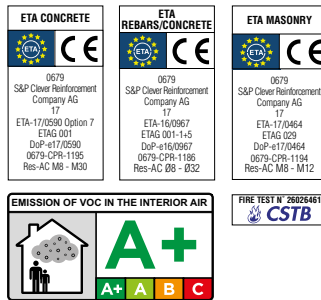 ETA CONCRETE
ETA
CE
0679
S&P Clever Reinforcement
Company AG
17
ETA-17/0590 Option 7
ETAG 001
DoP-e17/0590
0679-CPR-1195
Res-AC M8 - M30
ETA
REBARS/CONCRETE
ETA
CE
0679
S&P Clever Reinforcement
Company AG
17
ETA-16/0967
ETAG 001-1+5
DoP-e16/0967
0679-CPR-1186
Res-AC Ø8 - Ø32
ETA MASONRY
ETA
CE
0679
S&P Clever Reinforcement
Company AG
17
ETA-17/0464
ETAG 029
DoP-e17/0464
0679-CPR-1194
Res-AC M8 - M12
EMISSION OF VOC IN THE INTERIOR AIR
A+
A+ A B C
FIRE TEST N° 26026461
CSTB